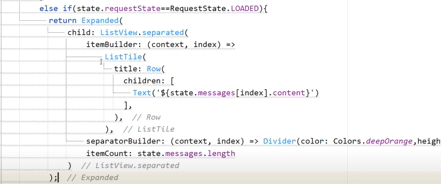 else if(state.requestState==RequestState.LOADED){
return Expanded(
child: ListView.separated(
itemBuilder: (context, index) =>
ListTile(
title: Row(
children: [
Text('${state.messages[index].content}')
],
), // Row
), // ListTile
separatorBuilder: (context, index) => Divider(color: Colors.deepOrange,heig
itemCount: state.messages.length
) // ListView.separated
); // Expanded